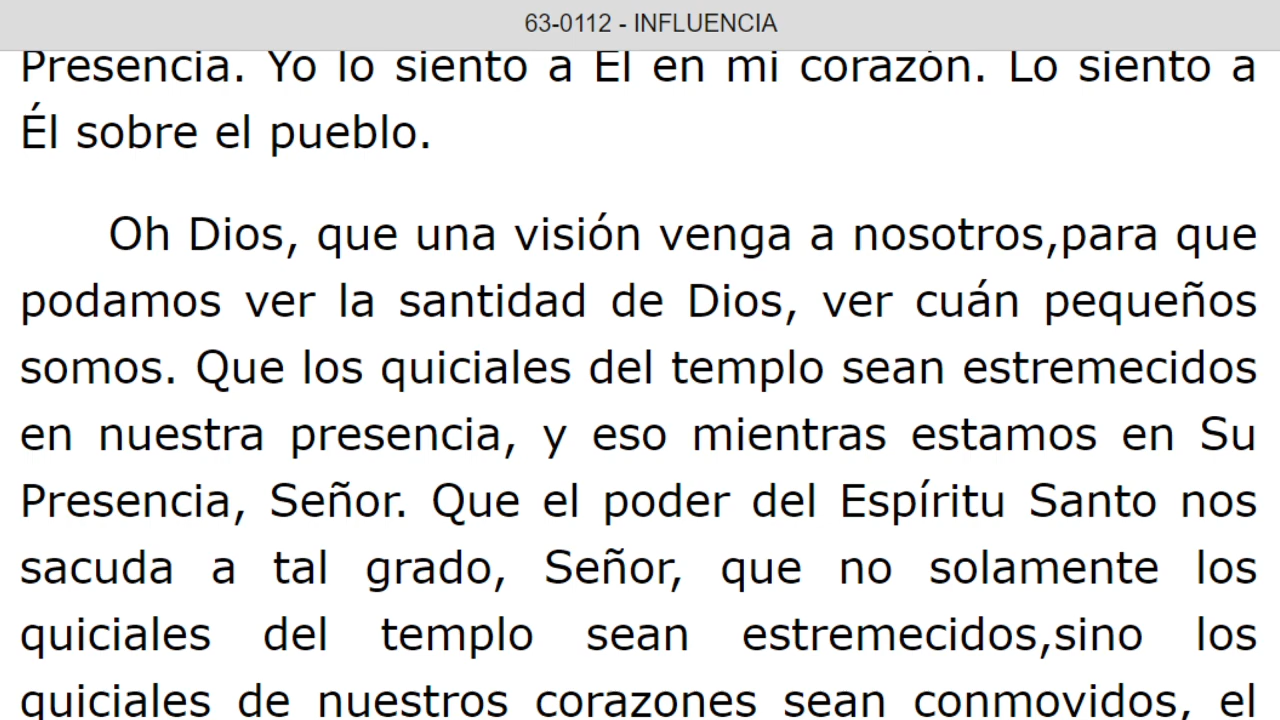 63-0112 - INFLUENCIA
Presencia. Yo lo siento a Él en mi corazón. Lo siento a
Él sobre el pueblo.
Oh Dios, que una visión venga a nosotros,para que
podamos ver la santidad de Dios, ver cuán pequeños
somos. Que los quiciales del templo sean estremecidos
en nuestra presencia, y eso mientras estamos en Su
Presencia, Señor. Que el poder del Espíritu Santo nos
sacuda a tal grado, Señor, que no solamente los
quiciales del templo sean estremecidos,sino los
quiciales de nuestros corazones sean conmovidos, el